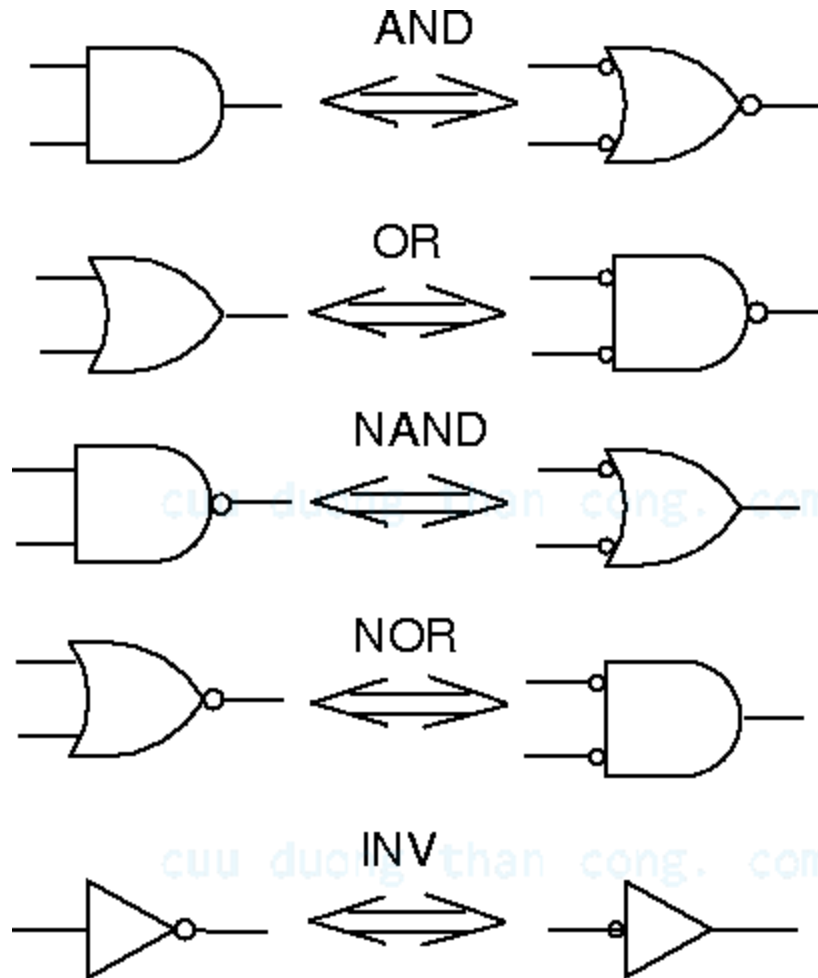 AND
OR
NAND
cuu duong than cong. com
NOR
INV
cuu duong than cong. com